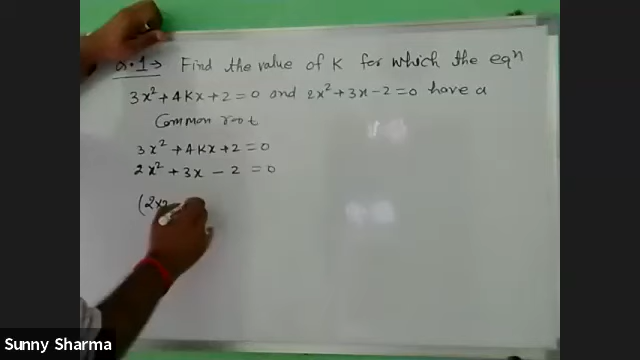 Q.1→ Find the value of K for which the eqⁿ
3x² + 4Kx + 2 = 0 and 2x² + 3x - 2 = 0 have a
Common root
3x² + 4Kx + 2 = 0
2x² + 3x - 2 = 0
(2x
Sunny Sharma